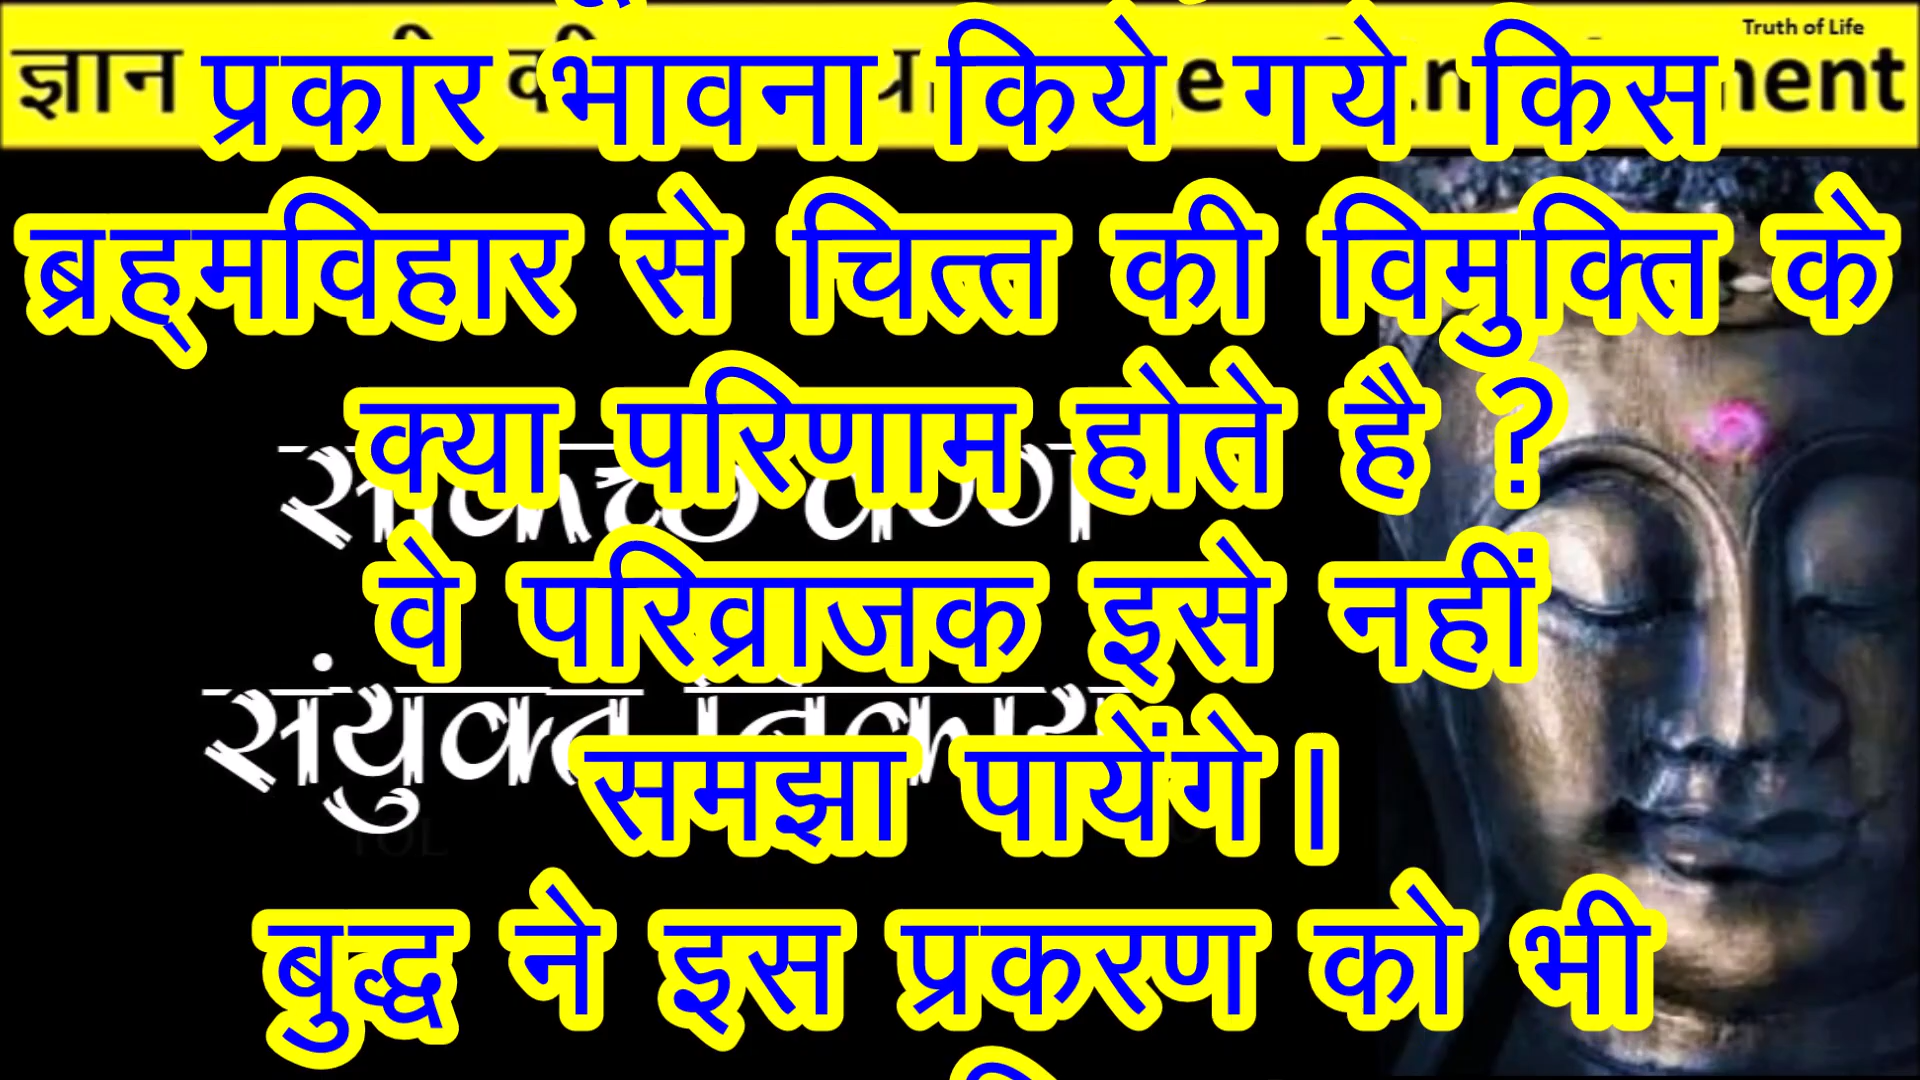 Truth of Life
ज्ञान
प्रकार भावना किये गये किस
ब्रह्मविहार से चित्त की विमुक्ति के
क्या परिणाम होते है ?
वे परिव्राजक इसे नहीं
संयुक्त निकाय
समझा पायेंगे।
बुद्ध ने इस प्रकरण को भी